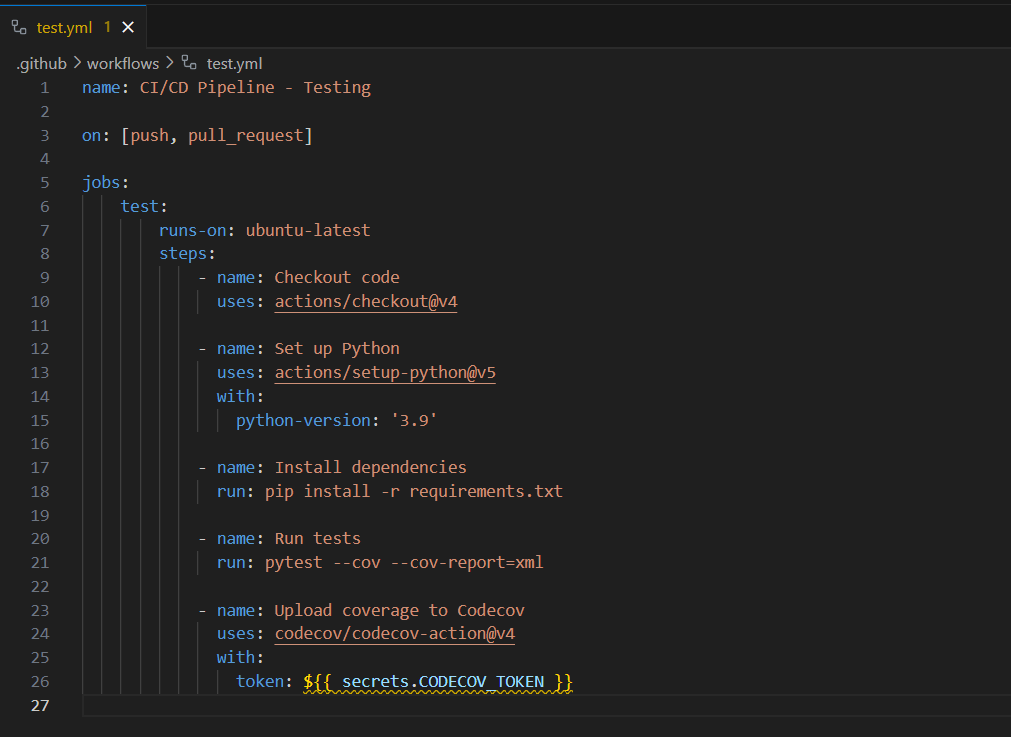 test.yml 1
.github > workflows > test.yml
1 name: CI/CD Pipeline - Testing
2
3 on: [push, pull_request]
4
5 jobs:
6     test:
7         runs-on: ubuntu-latest
8         steps:
9             - name: Checkout code
10               uses: actions/checkout@v4
11
12             - name: Set up Python
13               uses: actions/setup-python@v5
14               with:
15                 python-version: '3.9'
16
17             - name: Install dependencies
18               run: pip install -r requirements.txt
19
20             - name: Run tests
21               run: pytest --cov --cov-report=xml
22
23             - name: Upload coverage to Codecov
24               uses: codecov/codecov-action@v4
25               with:
26                 token: ${{ secrets.CODECOV_TOKEN }}
27